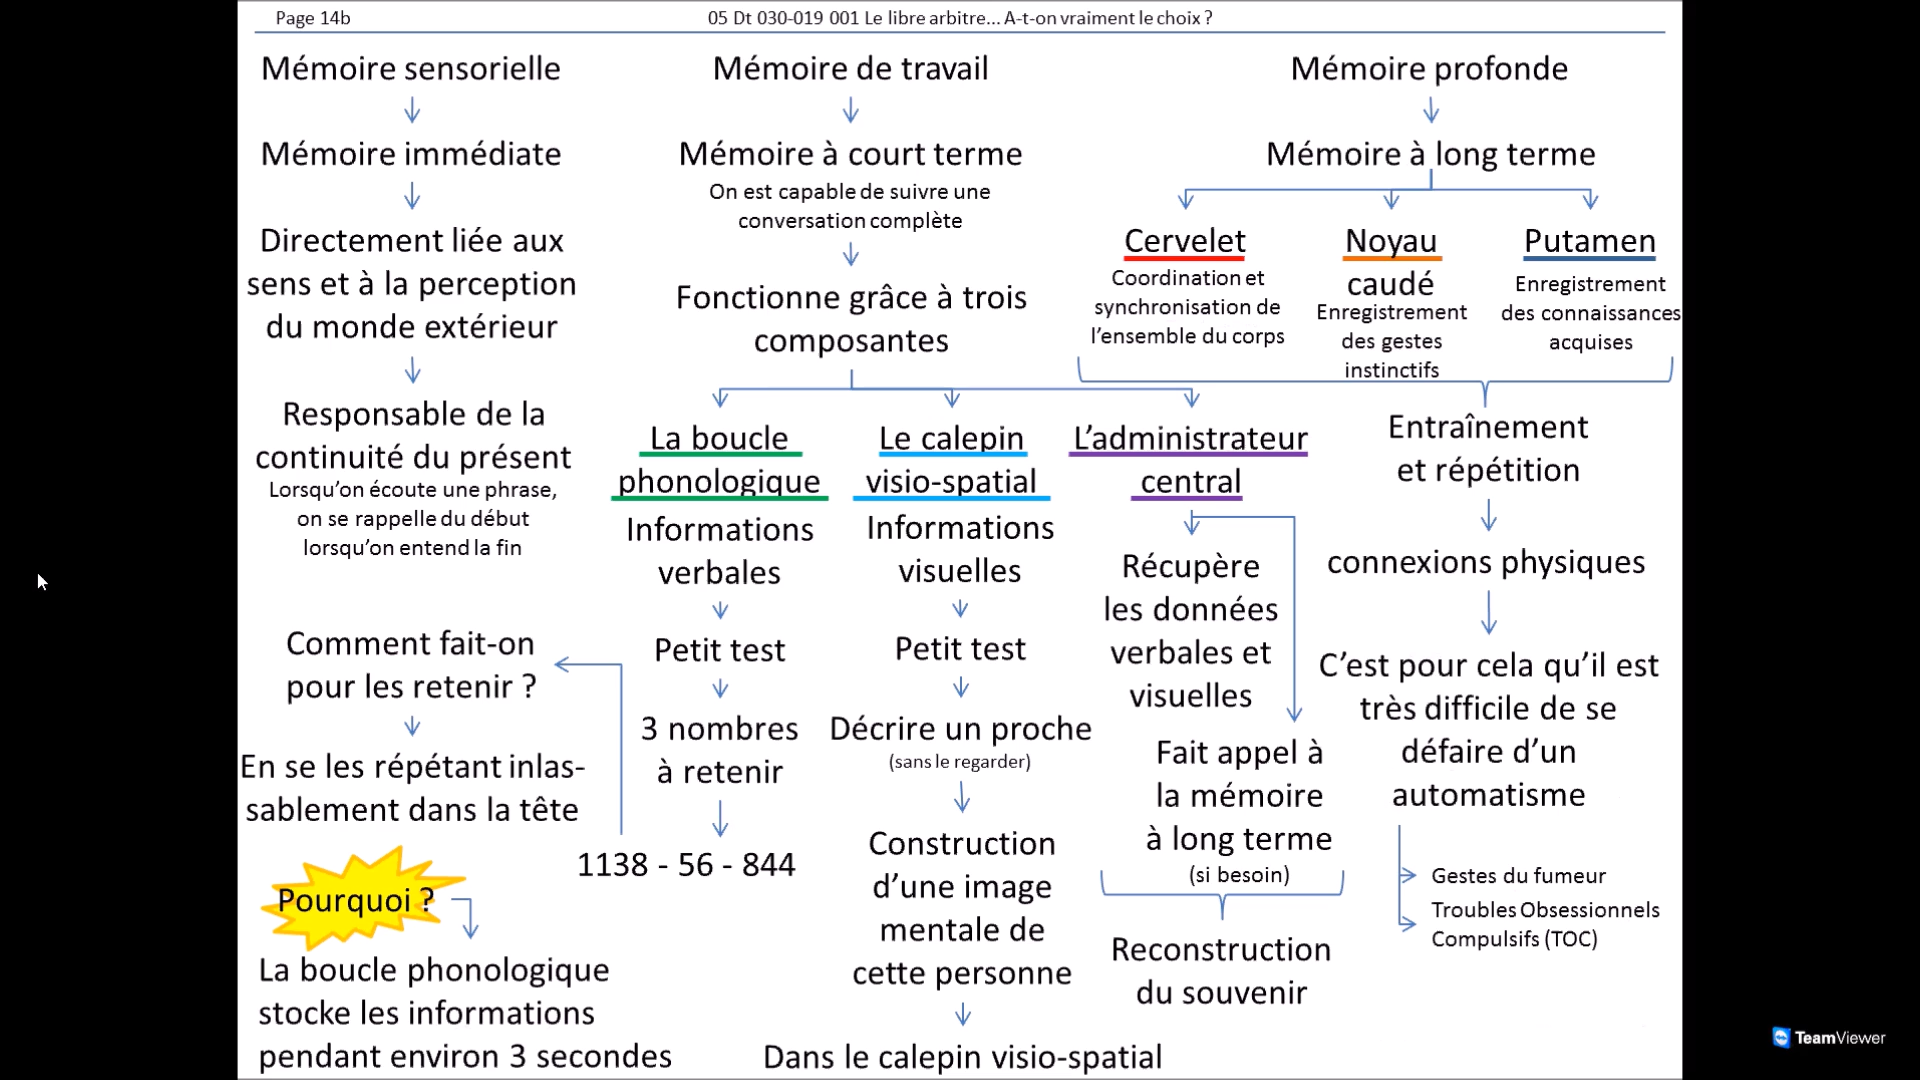 Page 14b
05 Dt 030-019 001 Le libre arbitre... A-t-on vraiment le choix ?
Mémoire sensorielle
Mémoire immédiate
Directement liée aux
sens et à la perception
du monde extérieur
Responsable de la
continuité du présent
Lorsqu’on écoute une phrase,
on se rappelle du début
lorsqu’on entend la fin
Comment fait-on
pour les retenir ?
En se les répétant inlas-
sablement dans la tête
Pourquoi ?
La boucle phonologique
stocke les informations
pendant environ 3 secondes
Mémoire de travail
Mémoire à court terme
On est capable de suivre une
conversation complète
Fonctionne grâce à trois
composantes
La boucle
phonologique
Informations
verbales
Petit test
3 nombres
à retenir
1138 - 56 - 844
Le calepin
visio-spatial
Informations
visuelles
Petit test
Décrire un proche
(sans le regarder)
Construction
d’une image
mentale de
cette personne
Dans le calepin visio-spatial
L’administrateur
central
Récupère
les données
verbales et
visuelles
Fait appel à
la mémoire
à long terme
(si besoin)
Reconstruction
du souvenir
Mémoire profonde
Mémoire à long terme
Cervelet
Coordination et
synchronisation de
l’ensemble du corps
Noyau
caudé
Enregistrement
des gestes
instinctifs
Putamen
Enregistrement
des connaissances
acquises
Entraînement
et répétition
connexions physiques
C’est pour cela qu’il est
très difficile de se
défaire d’un
automatisme
Gestes du fumeur
Troubles Obsessionnels
Compulsifs (TOC)
TeamViewer